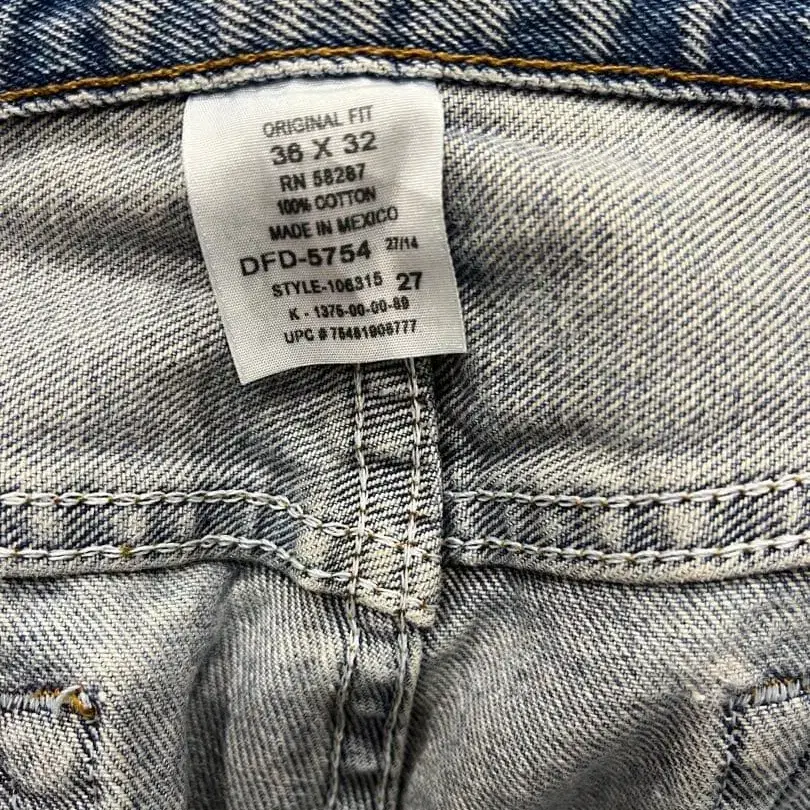 ORIGINAL FIT
36 X 32
RN 58287
100% COTTON
MADE IN MEXICO
DFD-5754 27/14
STYLE-106315 27
K - 1375-00-00-89
UPC # 75481906777